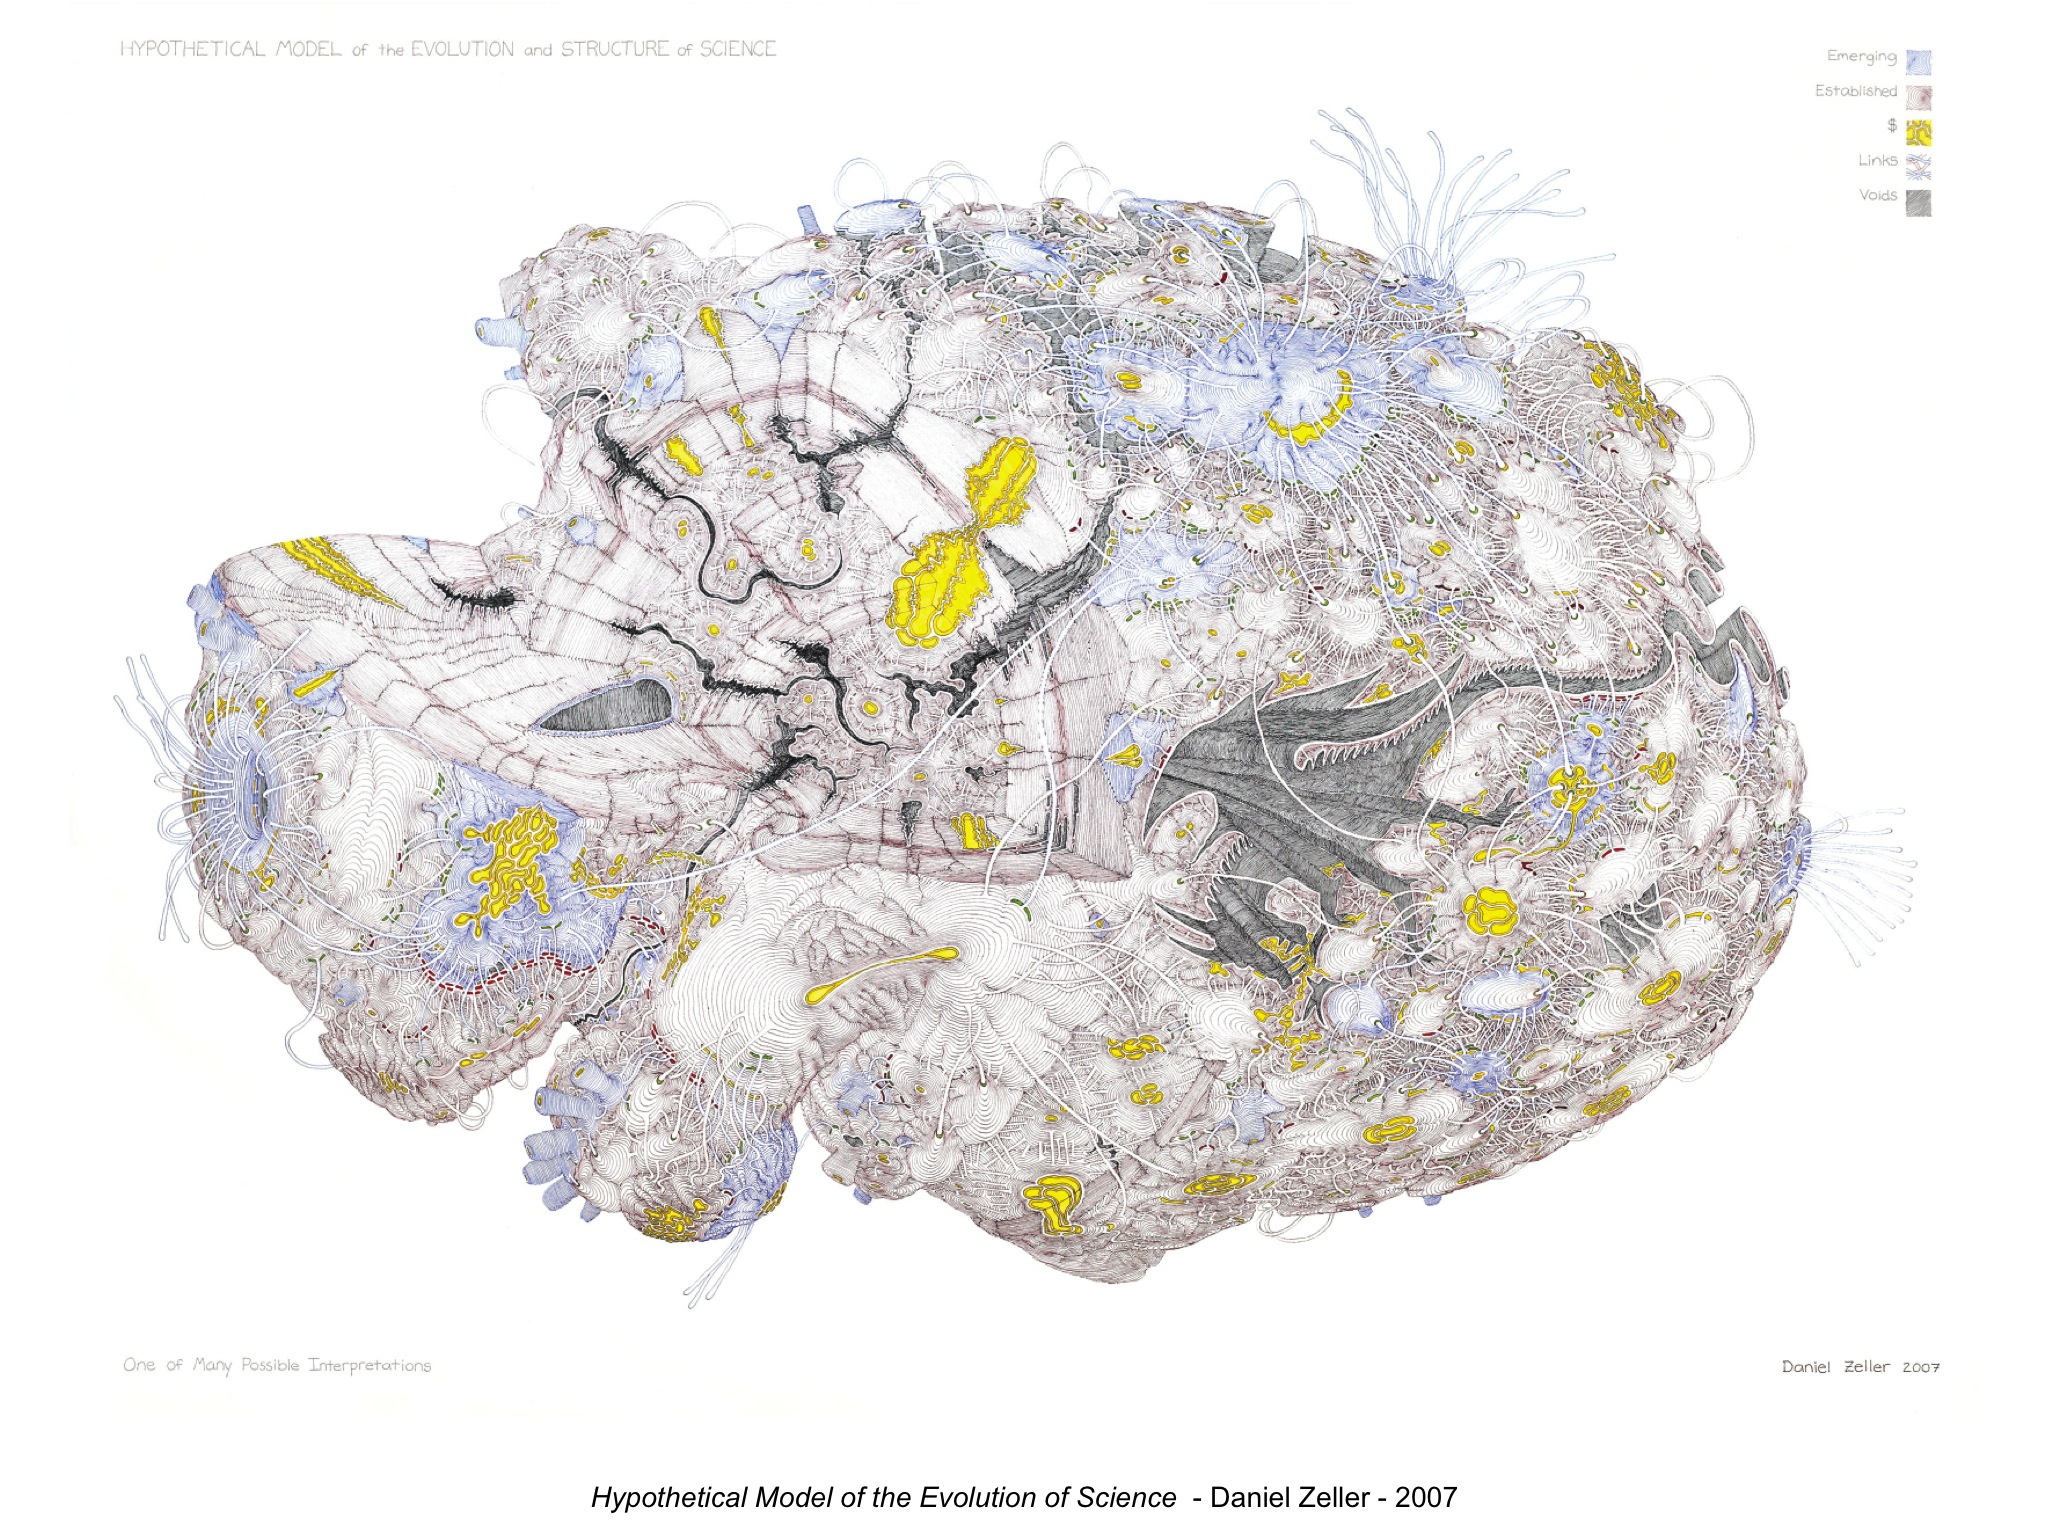 HYPOTHETICAL MODEL of the EVOLUTION and STRUCTURE of SCIENCE
Emerging
Established
$
Links
Voids
One of Many Possible Interpretations
Daniel Zeller 2007
Hypothetical Model of the Evolution of Science - Daniel Zeller - 2007